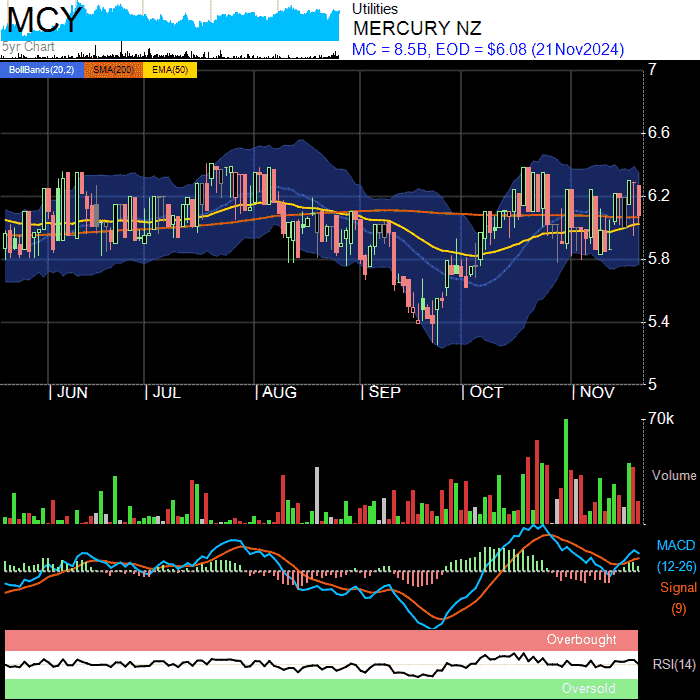 MCY
5yr Chart
Utilities
MERCURY NZ
MC = 8.5B, EOD = $6.08 (21Nov2024)
BollBands(20,2) SMA(200) EMA(50)
7
6.6
6.2
5.8
5.4
5
| JUN | JUL | AUG | SEP | OCT | NOV
-70k
Volume
MACD
(12-26)
Signal
(9)
Overbought
RSI(14)
Oversold